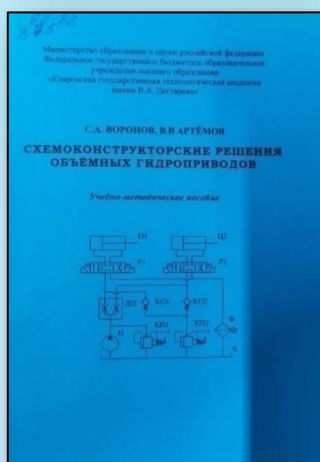 Министерство образования и науки российской федерации
Федеральное государственное бюджетное образовательное
учреждение высшего образования
«Ковровская государственная технологическая академия
имени В.А. Дегтярева»
С.А. ВОРОНОВ, В.В АРТЁМОВ
СХЕМОКОНСТРУКТОРСКИЕ РЕШЕНИЯ
ОБЪЁМНЫХ ГИДРОПРИВОДОВ
Учебно-методическое пособие
Ц1 Ц2
Р1 Р2
ДП КО1 КО2
Н КП1 КП2 Ф
Б